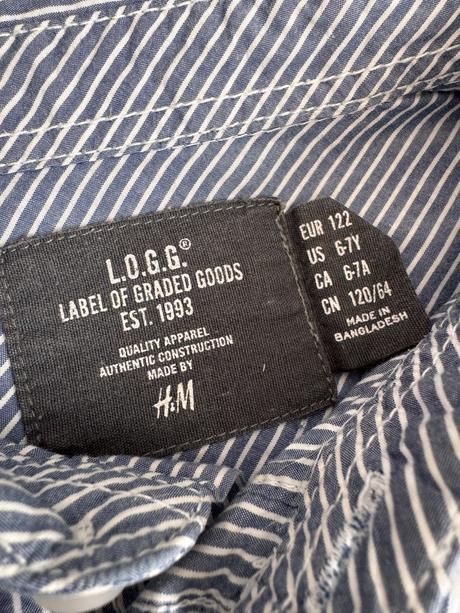 L.O.G.G.®
LABEL OF GRADED GOODS
EST. 1993
QUALITY APPAREL
AUTHENTIC CONSTRUCTION
MADE BY
H&M
EUR 122
US 6-7Y
CA 6-7A
CN 120/64
MADE IN
BANGLADESH